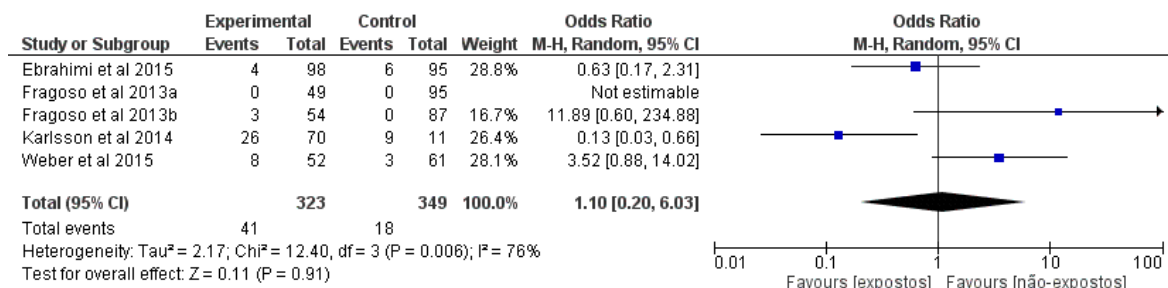 Experimental Control Odds Ratio Odds Ratio
Study or Subgroup Events Total Events Total Weight M-H, Random, 95% CI M-H, Random, 95% CI
Ebrahimi et al 2015 4 98 6 95 28.8% 0.63 [0.17, 2.31]
Fragoso et al 2013a 0 49 0 95 Not estimable
Fragoso et al 2013b 3 54 0 87 16.7% 11.89 [0.60, 234.88]
Karlsson et al 2014 26 70 9 11 26.4% 0.13 [0.03, 0.66]
Weber et al 2015 8 52 3 61 28.1% 3.52 [0.88, 14.02]
Total (95% CI) 323 349 100.0% 1.10 [0.20, 6.03]
Total events 41 18
Heterogeneity: Tau² = 2.17; Chi² = 12.40, df = 3 (P = 0.006); I² = 76%
Test for overall effect: Z = 0.11 (P = 0.91)
0.01 0.1 1 10 100
Favours [expostos] Favours [não-expostos]